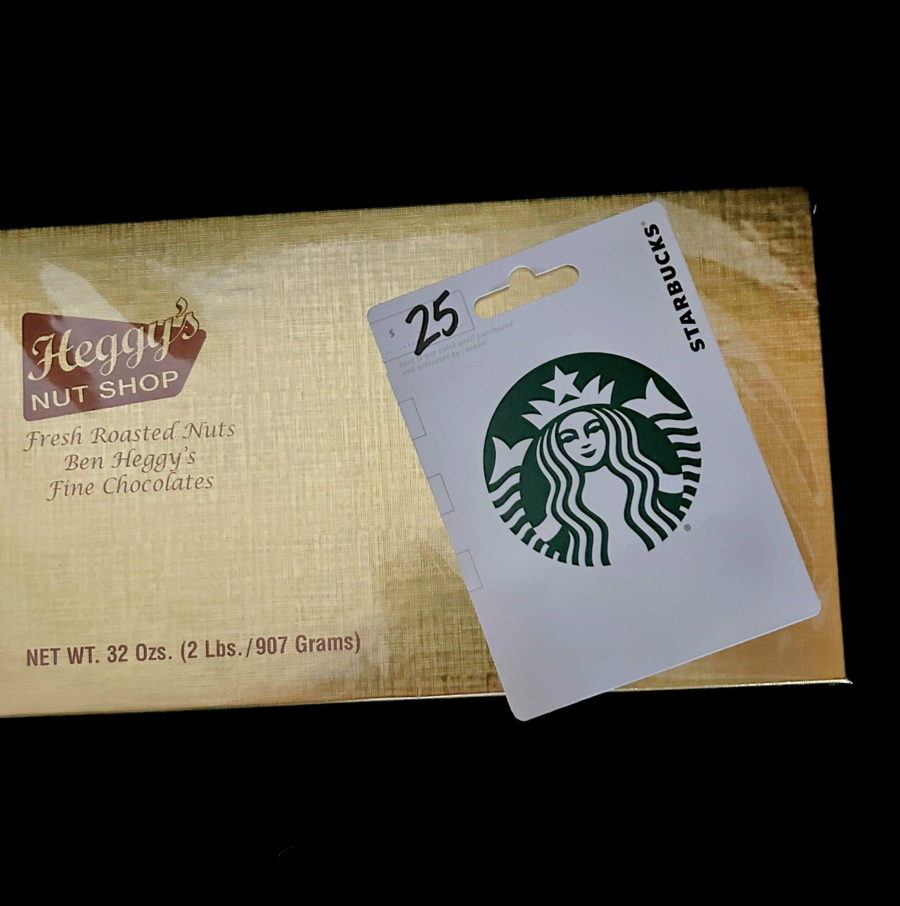 Heggy's
NUT SHOP
Fresh Roasted Nuts
Ben Heggy's
Fine Chocolates
NET WT. 32 Ozs. (2 Lbs./907 Grams)
$ 25
STARBUCKS®
®